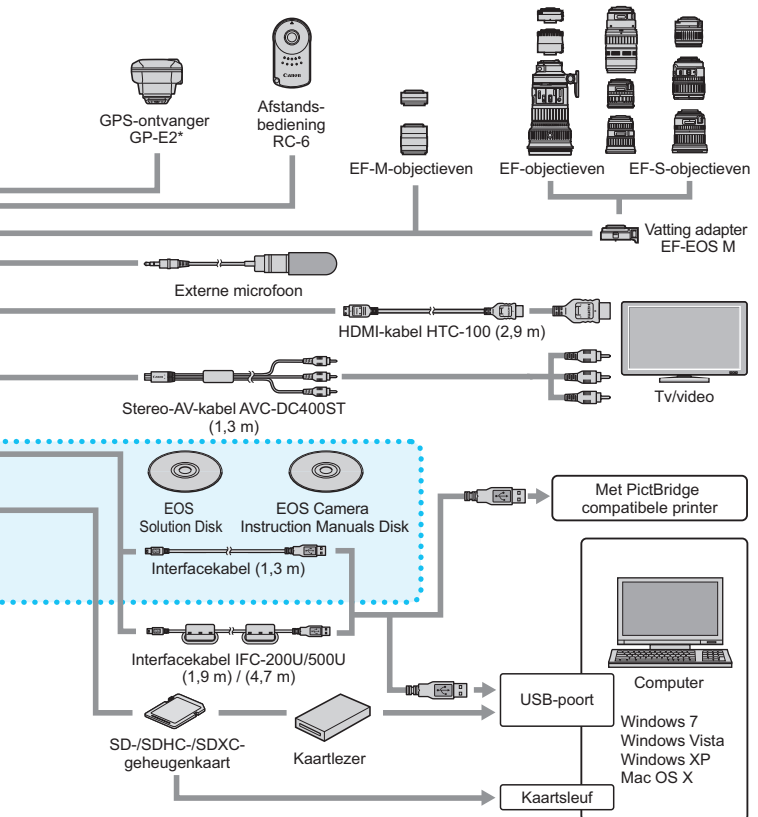 Canon
GPS-ontvanger
GP-E2*
Afstands-
bediening
RC-6
EF-M-objectieven
EF-objectieven
EF-S-objectieven
Vatting adapter
EF-EOS M
Externe microfoon
HDMI-kabel HTC-100 (2,9 m)
Stereo-AV-kabel AVC-DC400ST
(1,3 m)
Tv/video
EOS
Solution Disk
EOS Camera
Instruction Manuals Disk
Interfacekabel (1,3 m)
Met PictBridge
compatibele printer
Interfacekabel IFC-200U/500U
(1,9 m) / (4,7 m)
USB-poort
Computer
Windows 7
Windows Vista
Windows XP
Mac OS X
SD-/SDHC-/SDXC-
geheugenkaart
Kaartlezer
Kaartsleuf